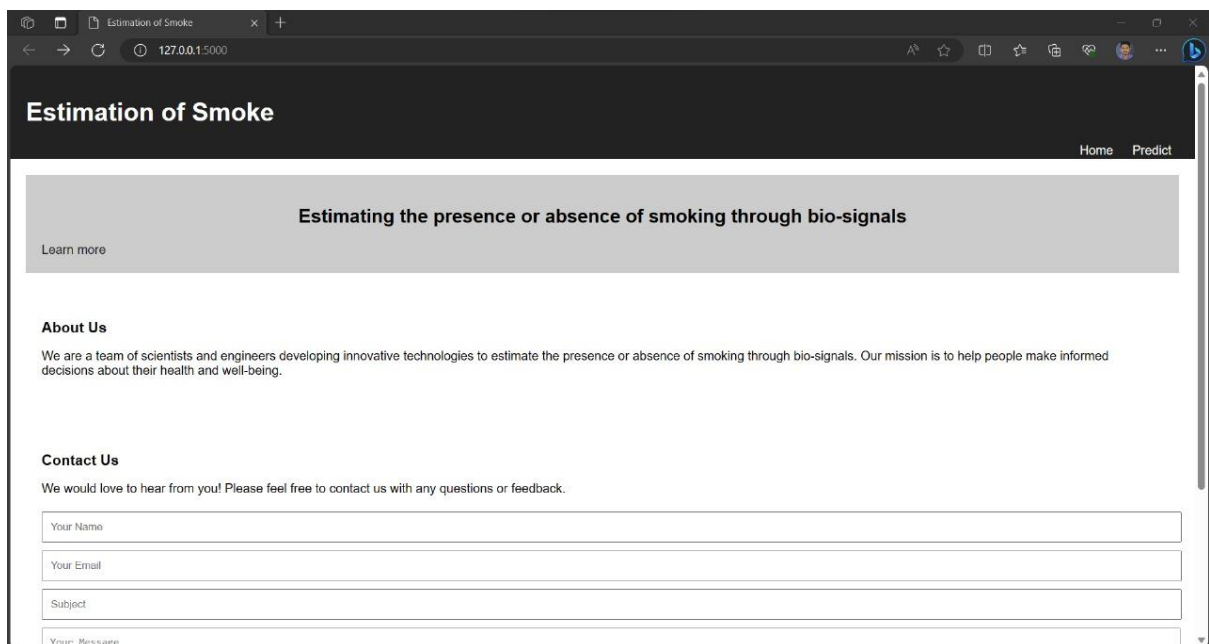 Estimation of Smoke
127.0.0.1:5000
Estimation of Smoke
Home Predict
Estimating the presence or absence of smoking through bio-signals
Learn more
About Us
We are a team of scientists and engineers developing innovative technologies to estimate the presence or absence of smoking through bio-signals. Our mission is to help people make informed
decisions about their health and well-being.
Contact Us
We would love to hear from you! Please feel free to contact us with any questions or feedback.
Your Name
Your Email
Subject
Your Message